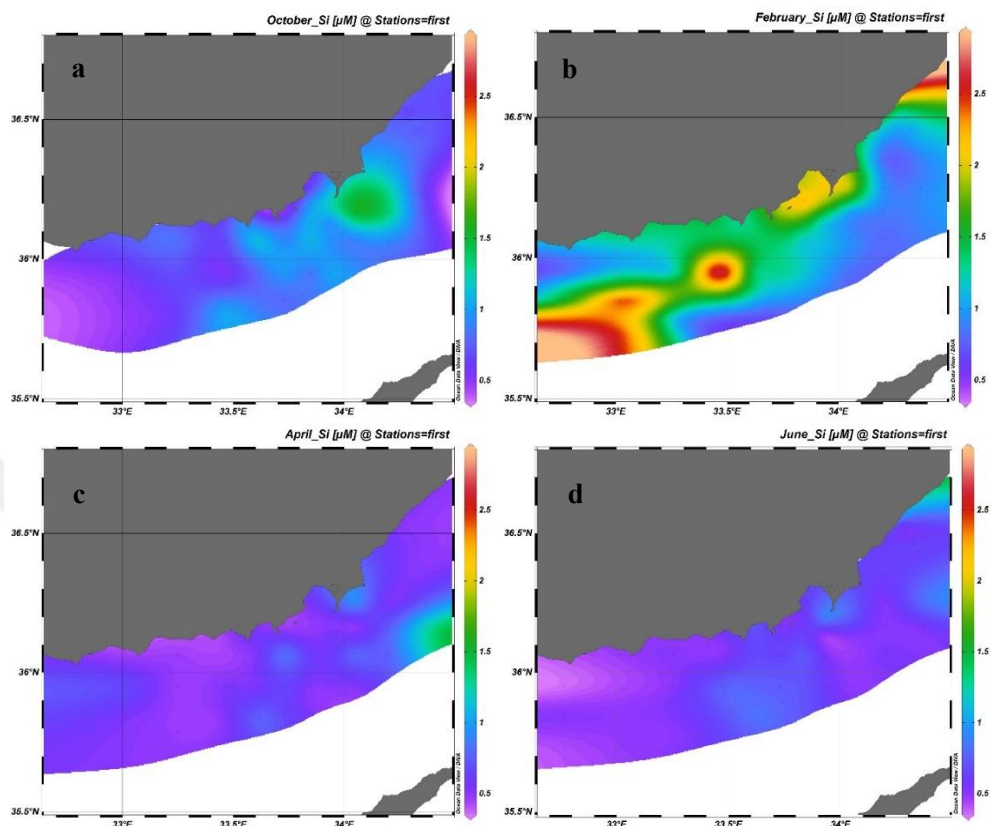 October_Si [µM] @ Stations=first
a
36.5°N
36°N
35.5°N
33°E
33.5°E
34°E
2.5
2
1.5
1
0.5
Ocean Data View / DIVA
February_Si [µM] @ Stations=first
b
36.5°N
36°N
35.5°N
33°E
33.5°E
34°E
2.5
2
1.5
1
0.5
Ocean Data View / DIVA
April_Si [µM] @ Stations=first
c
36.5°N
36°N
35.5°N
33°E
33.5°E
34°E
2.5
2
1.5
1
0.5
Ocean Data View / DIVA
June_Si [µM] @ Stations=first
d
36.5°N
36°N
35.5°N
33°E
33.5°E
34°E
2.5
2
1.5
1
0.5
Ocean Data View / DIVA